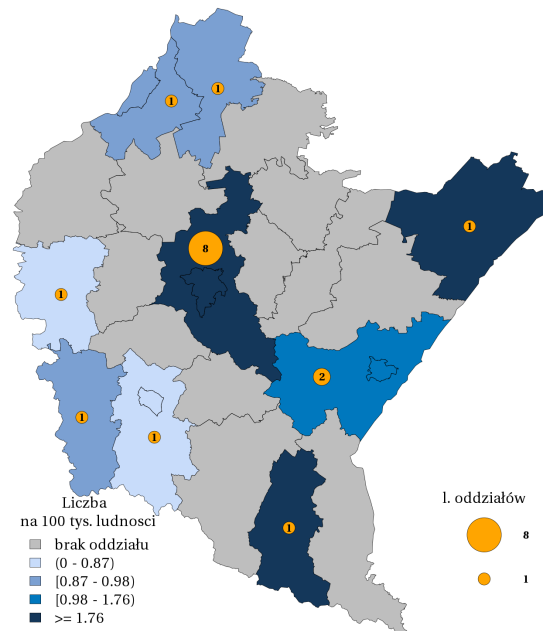 1
1
1
8
1
2
1
1
1
Liczba
na 100 tys. ludnosci
brak oddziału
(0 - 0.87)
[0.87 - 0.98)
[0.98 - 1.76)
>= 1.76
l. oddziałów
8
1